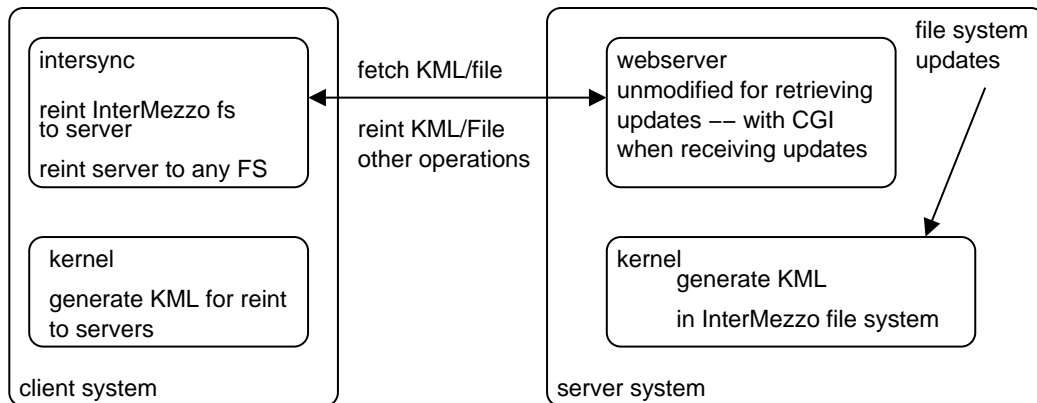 intersync
reint InterMezzo fs
to server
reint server to any FS
kernel
generate KML for reint
to servers
client system
fetch KML/file
reint KML/File
other operations
webserver
unmodified for retrieving
updates −− with CGI
when receiving updates
file system
updates
kernel
generate KML
in InterMezzo file system
server system